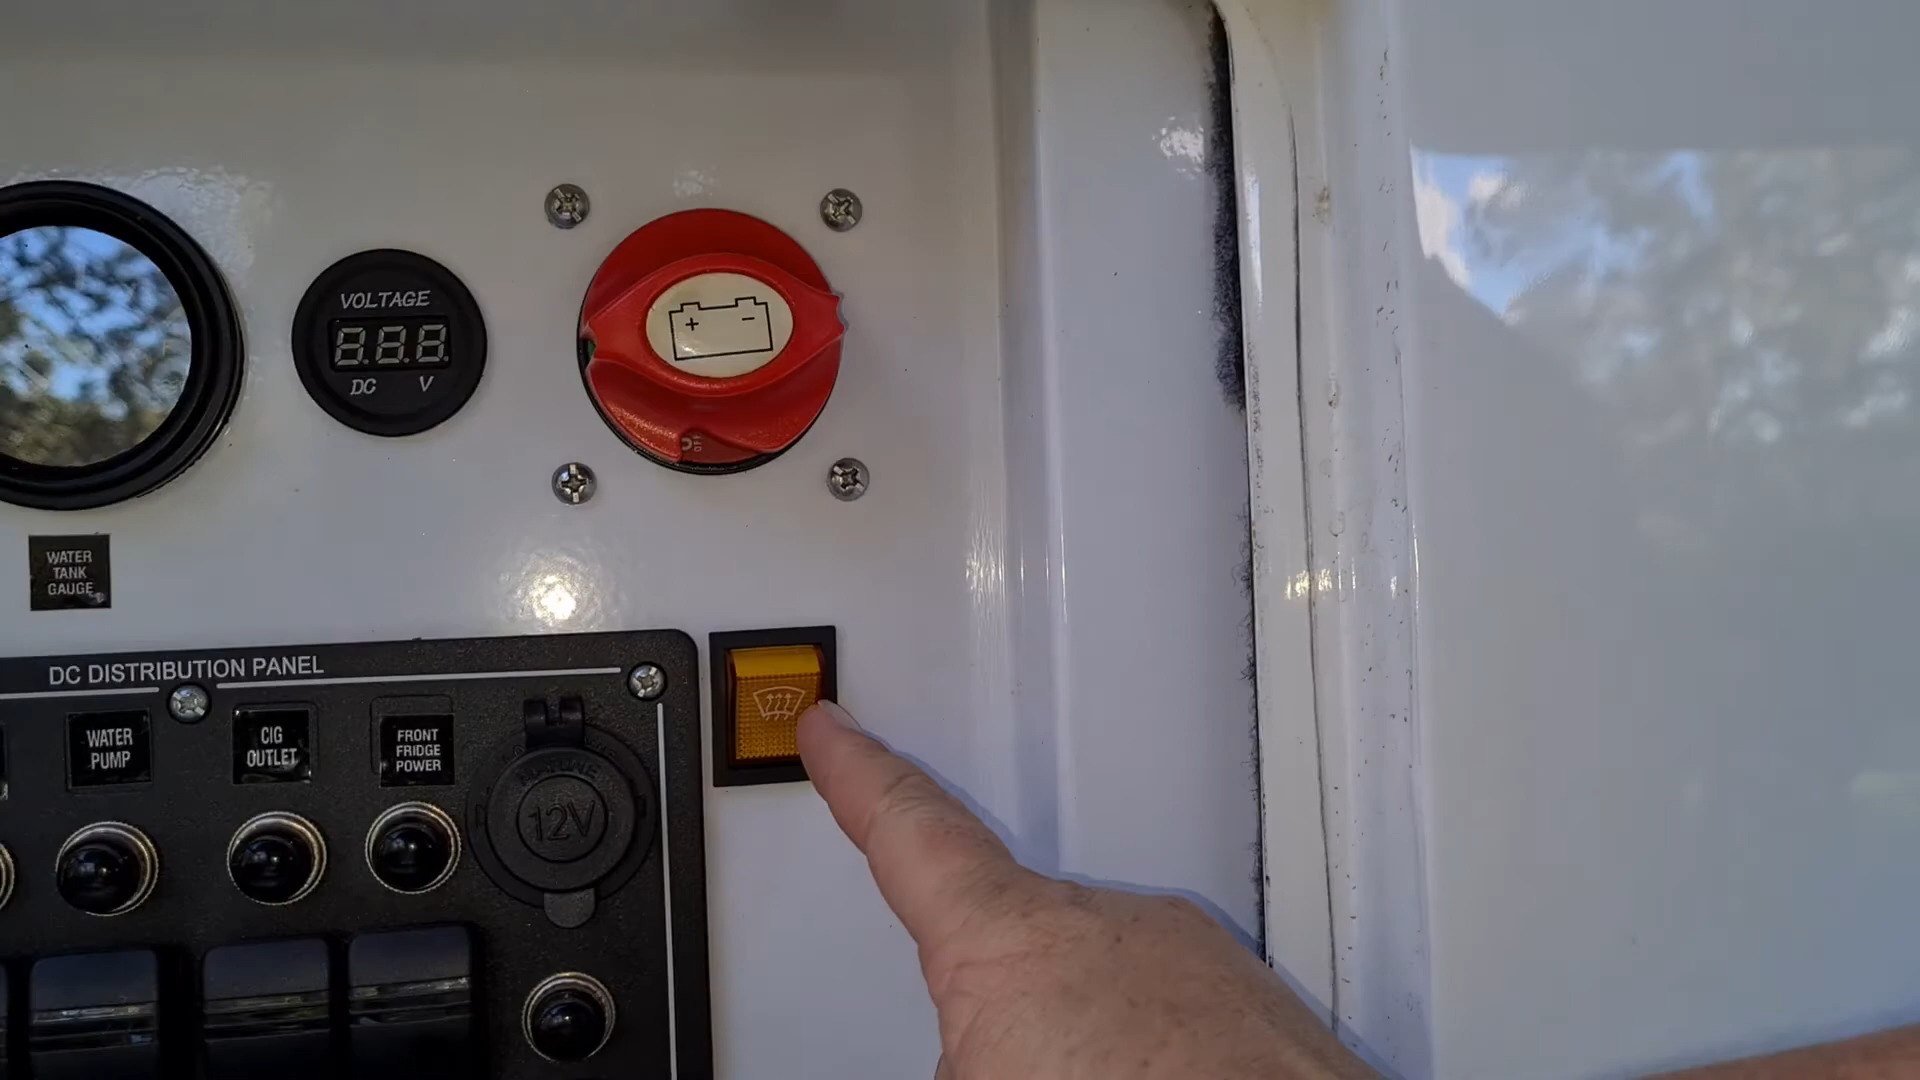 VOLTAGE
8.8.8
DC V
+ -
OFF
WATER
TANK
GAUGE
DC DISTRIBUTION PANEL
WATER
PUMP
CIG
OUTLET
FRONT
FRIDGE
POWER
12V